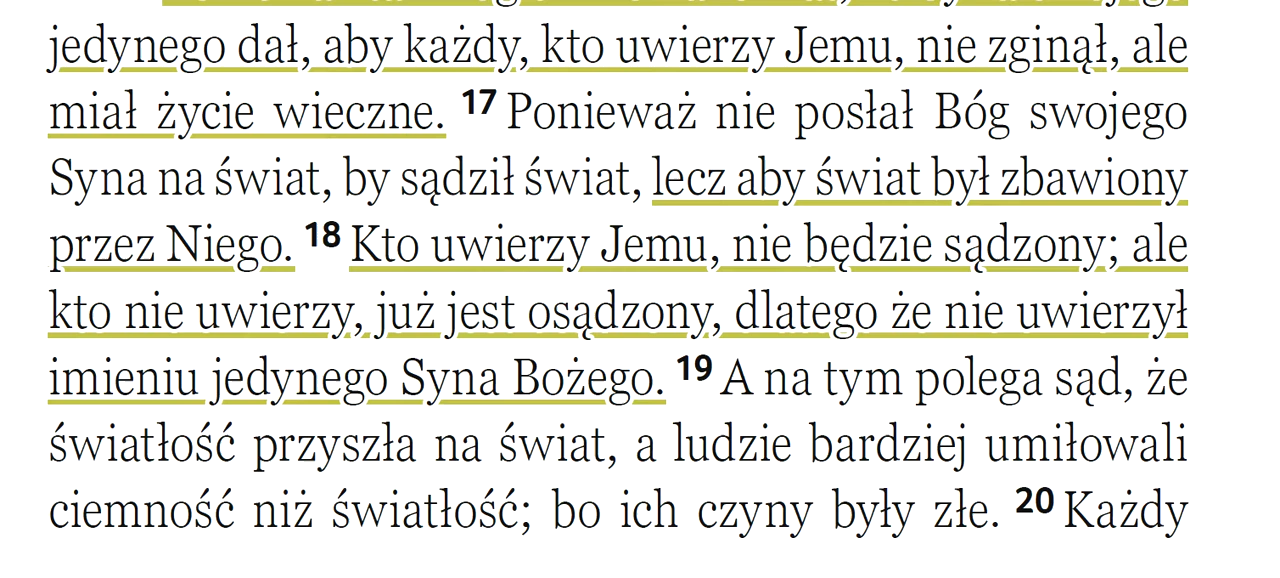 jedynego dał, aby każdy, kto uwierzy Jemu, nie zginął, ale
miał życie wieczne. 17 Ponieważ nie posłał Bóg swojego
Syna na świat, by sądził świat, lecz aby świat był zbawiony
przez Niego. 18 Kto uwierzy Jemu, nie będzie sądzony; ale
kto nie uwierzy, już jest osądzony, dlatego że nie uwierzył
imieniu jedynego Syna Bożego. 19 A na tym polega sąd, że
światłość przyszła na świat, a ludzie bardziej umiłowali
ciemność niż światłość; bo ich czyny były złe. 20 Każdy